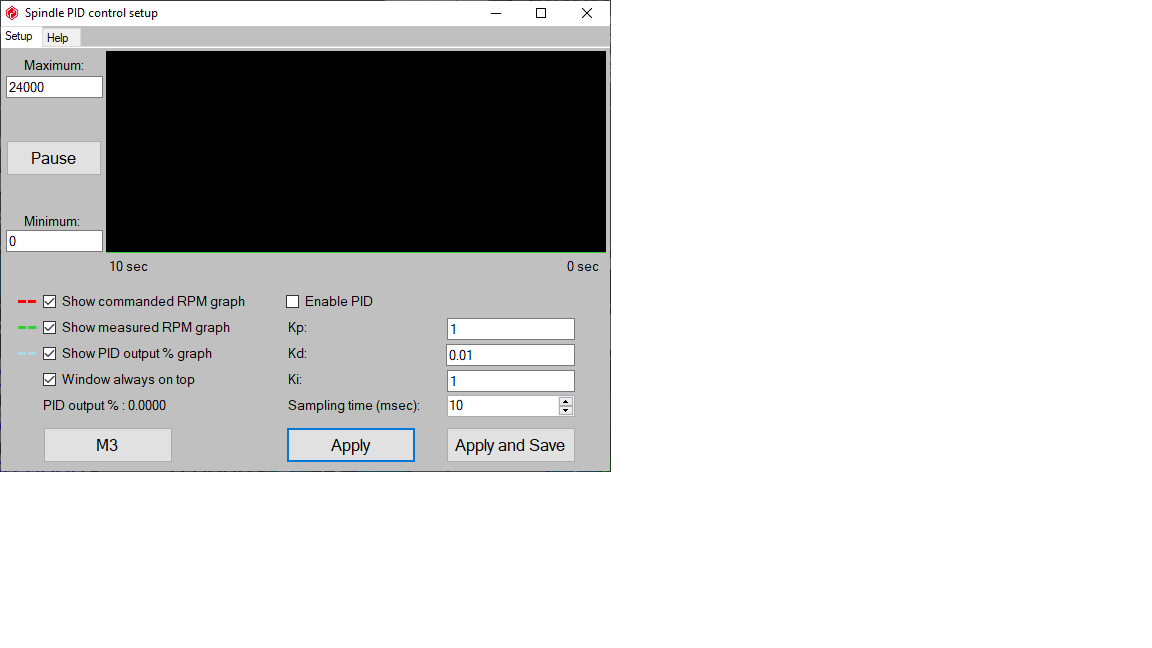 Spindle PID control setup
Setup Help
Maximum:
24000
Pause
Minimum:
0
10 sec 0 sec
Show commanded RPM graph Enable PID
Show measured RPM graph Kp: 1
Show PID output % graph Kd: 0.01
Window always on top Ki: 1
PID output % : 0.0000 Sampling time (msec): 10
M3 Apply Apply and Save